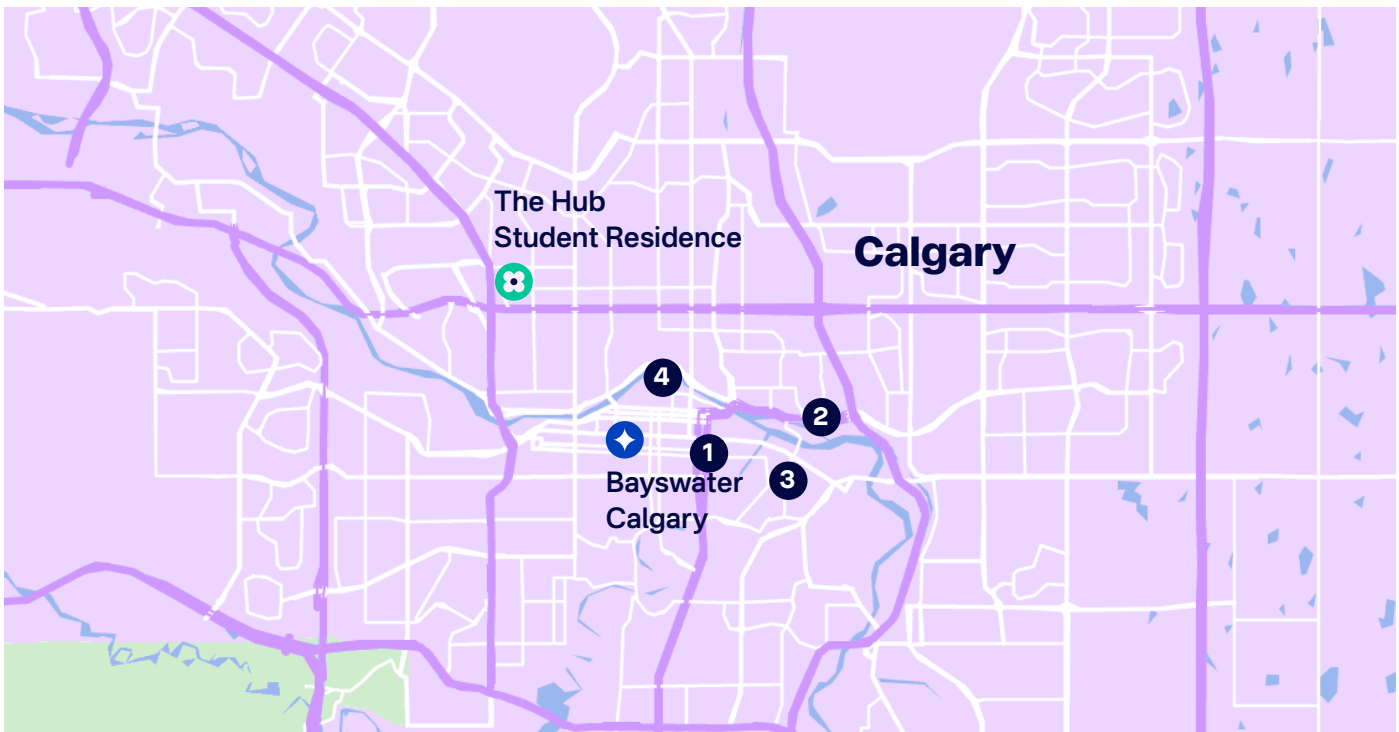 The Hub
Student Residence
Calgary
4
2
1
3
Bayswater
Calgary